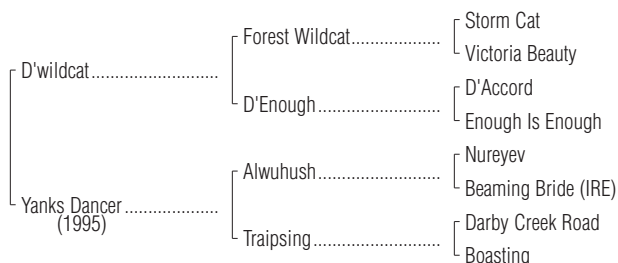 Storm Cat
Forest Wildcat....................
Victoria Beauty
D'wildcat............................
D'Accord
D'Enough...........................
Enough Is Enough
Nureyev
Alwuhush...........................
Beaming Bride (IRE)
Yanks Dancer.....................
(1995)
Darby Creek Road
Traipsing............................
Boasting